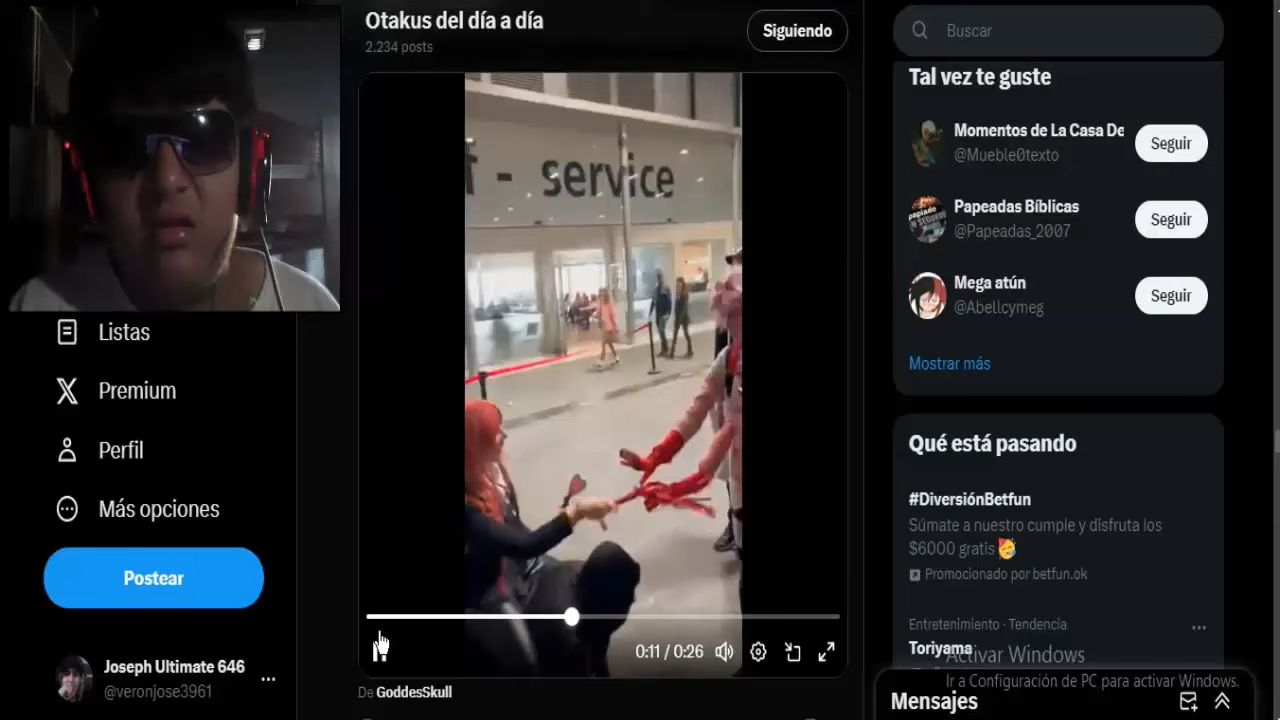 Otakus del día a día
2.234 posts
Siguiendo
Buscar
f - service
Listas
Premium
Perfil
Más opciones
Postear
Joseph Ultimate 646
@veronjose3961
0:11 / 0:26
De GoddesSkull
Tal vez te guste
Momentos de La Casa De
@Mueble0texto
Seguir
Papeadas Bíblicas
@Papeadas_2007
Seguir
Mega atún
@Abellcymeg
Seguir
Mostrar más
Qué está pasando
#DiversiónBetfun
Súmate a nuestro cumple y disfruta los
$6000 gratis
Promocionado por betfun.ok
Entretenimiento · Tendencia
Toriyama
Activar Windows
Ir a Configuración de PC para activar Windows.
Mensajes